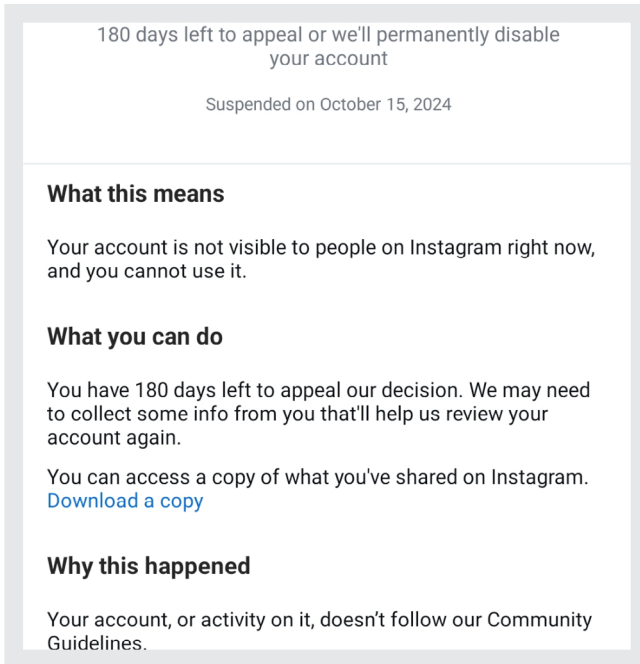 180 days left to appeal or we'll permanently disable
your account
Suspended on October 15, 2024
What this means
Your account is not visible to people on Instagram right now,
and you cannot use it.
What you can do
You have 180 days left to appeal our decision. We may need
to collect some info from you that'll help us review your
account again.
You can access a copy of what you've shared on Instagram.
Download a copy
Why this happened
Your account, or activity on it, doesn’t follow our Community
Guidelines.